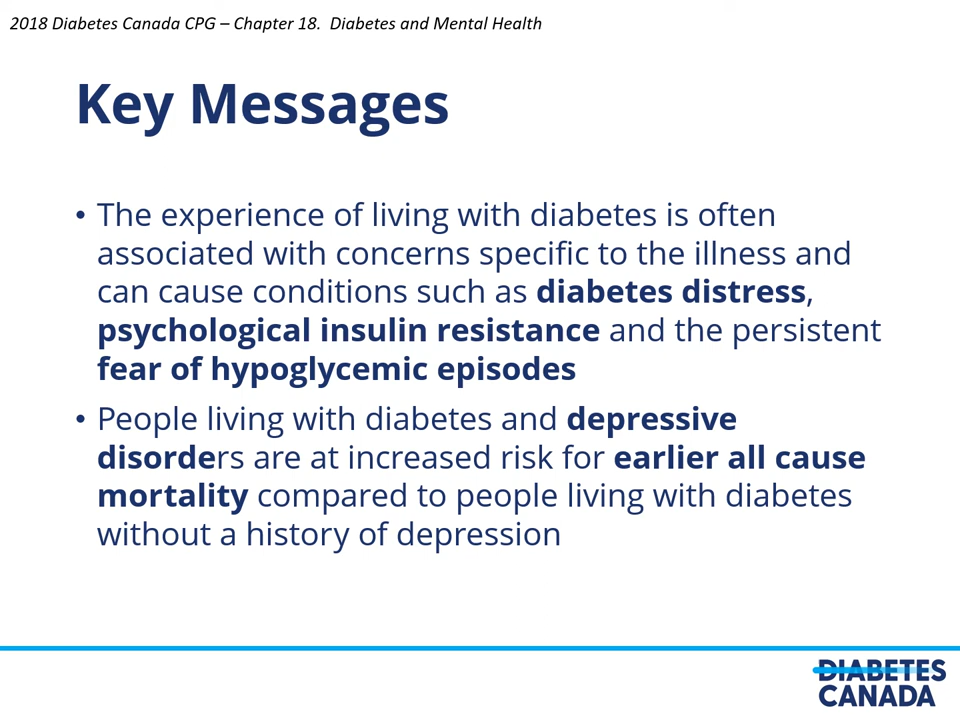 2018 Diabetes Canada CPG – Chapter 18.  Diabetes and Mental Health
Key Messages
• The experience of living with diabetes is often
associated with concerns specific to the illness and
can cause conditions such as diabetes distress,
psychological insulin resistance and the persistent
fear of hypoglycemic episodes
• People living with diabetes and depressive
disorders are at increased risk for earlier all cause
mortality compared to people living with diabetes
without a history of depression
DIABETES
CANADA